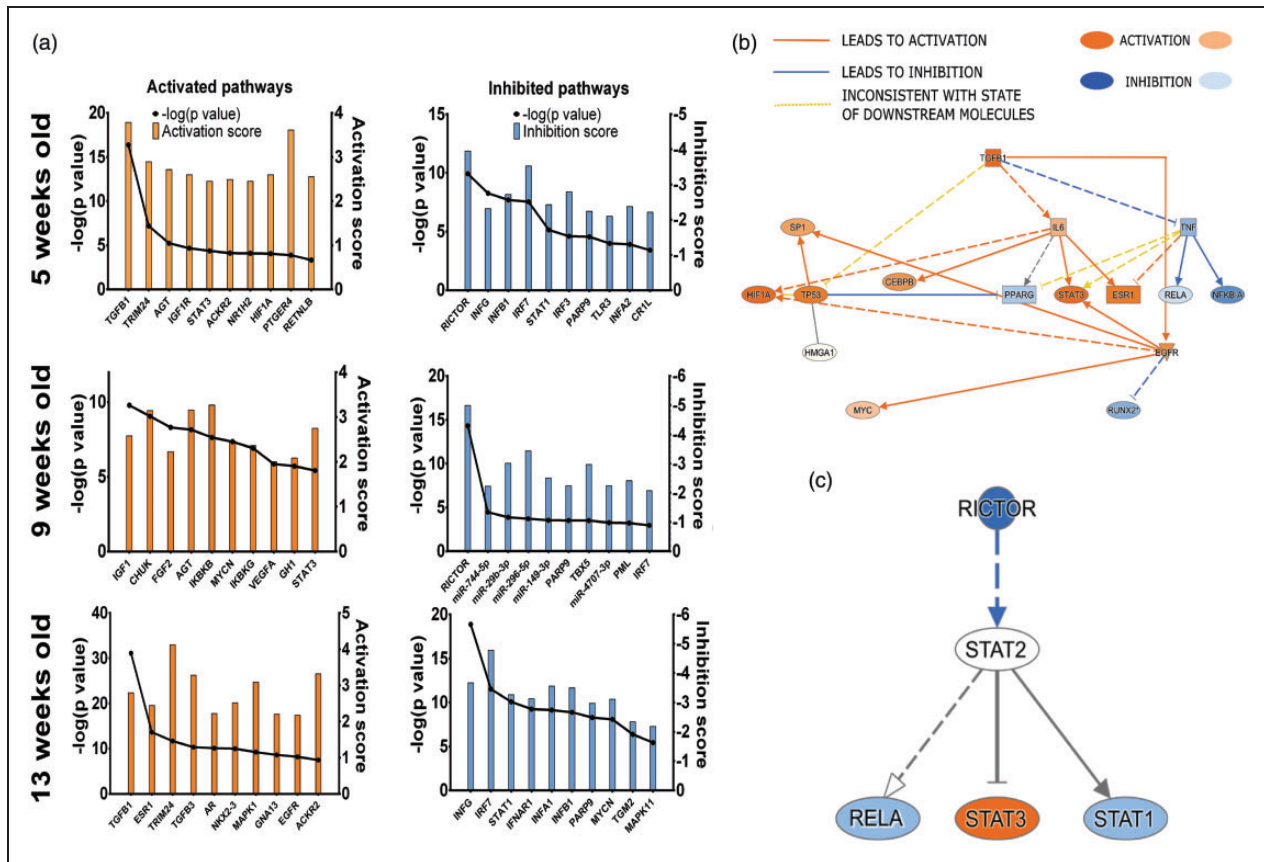 (a)
Activated pathways
Inhibited pathways
5 weeks old
-log(p value)
20
15
10
5
0
-log(p value)
Activation score
4
3
2
1
0
Activation score
TGFB1
TRIM24
AGT
IGF1R
STAT3
ACKR2
NR1H2
HIF1A
PTGER4
RETNLB
-log(p value)
15
10
5
0
-log(p value)
Inhibition score
-5
-4
-3
-2
-1
0
Inhibition score
RICTOR
INFG
INFB1
IRF7
STAT1
IRF3
PARP9
TLR3
INFA2
CR1L
9 weeks old
-log(p value)
10
5
0
4
3
2
1
0
Activation score
IGF1
CHUK
FGF2
AGT
IKBKB
MYCN
IKBKG
VEGFA
GH1
STAT3
-log(p value)
20
15
10
5
0
-6
-5
-4
-3
-2
-1
0
Inhibition score
RICTOR
miR-744-5p
miR-29b-3p
miR-296-5p
miR-149-3p
PARP9
TBX5
miR-4707-3p
PML
IRF7
13 weeks old
-log(p value)
40
30
20
10
0
5
4
3
2
1
0
Activation score
TGFB1
ESR1
TRIM24
TGFB3
AR
NKX2-3
MAPK1
GNA13
EGFR
ACKR2
-log(p value)
20
15
10
5
0
-6
-5
-4
-3
-2
-1
0
Inhibition score
INFG
IRF7
STAT1
IFNAR1
INFA1
INFB1
PARP9
MYCN
TGM2
MAPK11
(b)
LEADS TO ACTIVATION
LEADS TO INHIBITION
INCONSISTENT WITH STATE
OF DOWNSTREAM MOLECULES
ACTIVATION
INHIBITION
TGFB1
SP1
IL6
TNF
CEBPB
HIF1A
TP53
PPARG
STAT3
ESR1
RELA
NFKBIA
HMGA1
EGFR
MYC
RUNX2*
(c)
RICTOR
STAT2
RELA
STAT3
STAT1